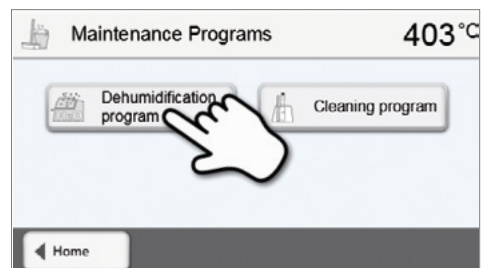 Maintenance Programs
403°C
Dehumidification
program
Cleaning program
Home